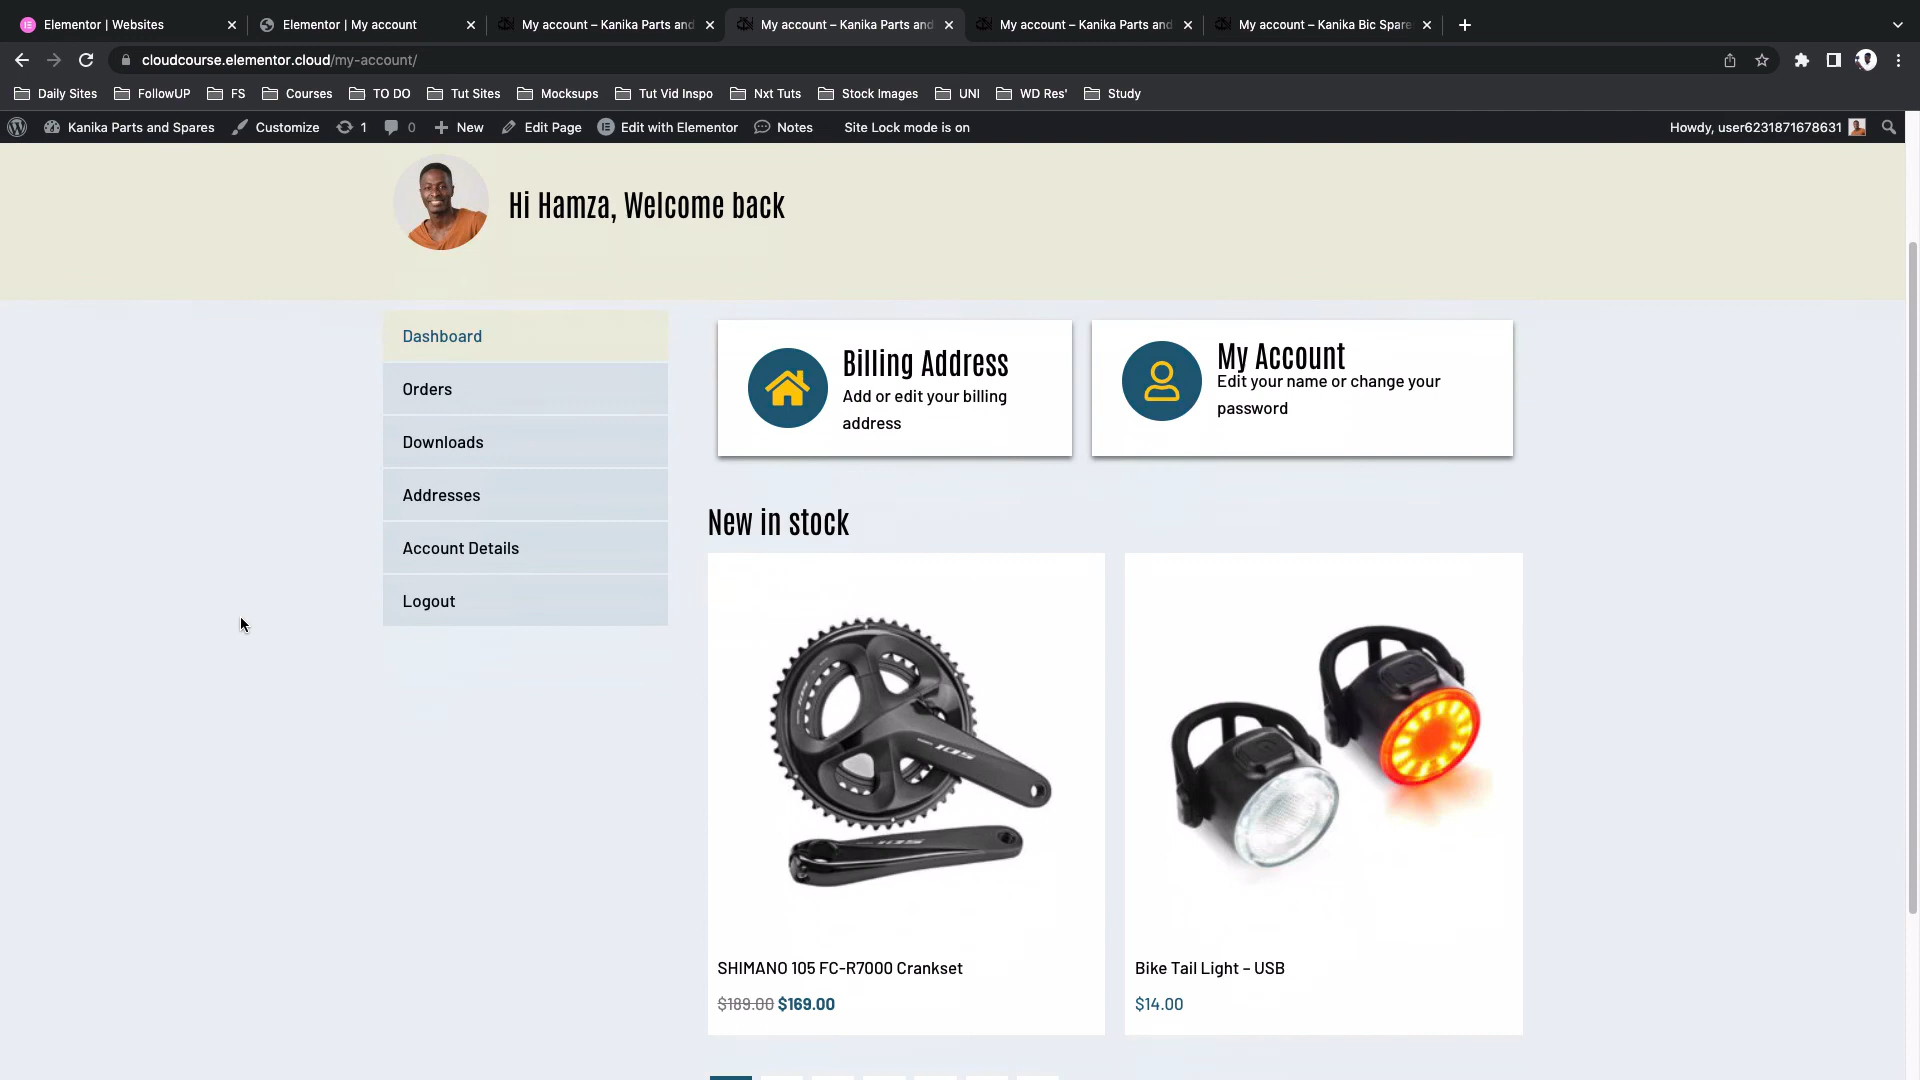 Elementor | Websites
Elementor | My account
My account – Kanika Parts and
My account – Kanika Parts and
My account – Kanika Parts and
My account – Kanika Bic Spare
cloudcourse.elementor.cloud/my-account/
Daily Sites
FollowUP
FS
Courses
TO DO
Tut Sites
Mocksups
Tut Vid Inspo
Nxt Tuts
Stock Images
UNI
WD Res'
Study
Kanika Parts and Spares
Customize
1
0
New
Edit Page
Edit with Elementor
Notes
Site Lock mode is on
Howdy, user6231871678631
Hi Hamza, Welcome back
Dashboard
Orders
Downloads
Addresses
Account Details
Logout
Billing Address
Add or edit your billing
address
My Account
Edit your name or change your
password
New in stock
105
105
SHIMANO 105 FC-R7000 Crankset
$189.00 $169.00
Bike Tail Light – USB
$14.00